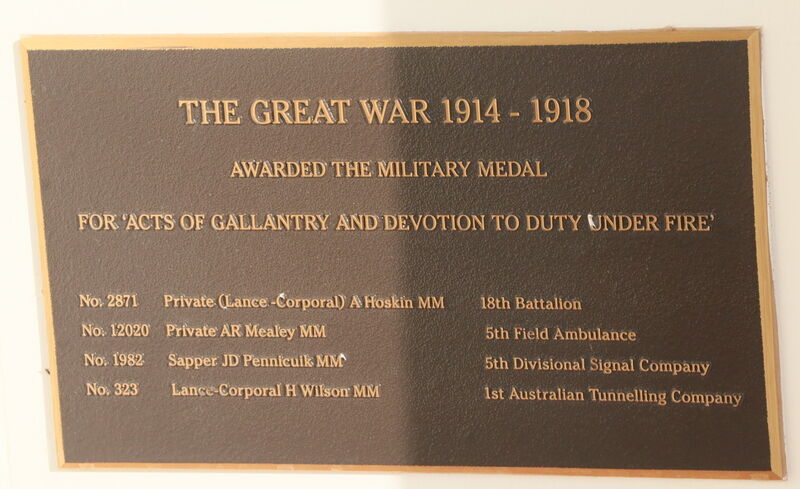 THE GREAT WAR 1914 - 1918
AWARDED THE MILITARY MEDAL
FOR 'ACTS OF GALLANTRY AND DEVOTION TO DUTY UNDER FIRE'
No. 2871 Private (Lance -Corporal) A Hoskin MM 18th Battalion
No. 12020 Private AR Mealey MM 5th Field Ambulance
No. 1982 Sapper JD Pennicuik MM 5th Divisional Signal Company
No. 323 Lance-Corporal H Wilson MM 1st Australian Tunnelling Company